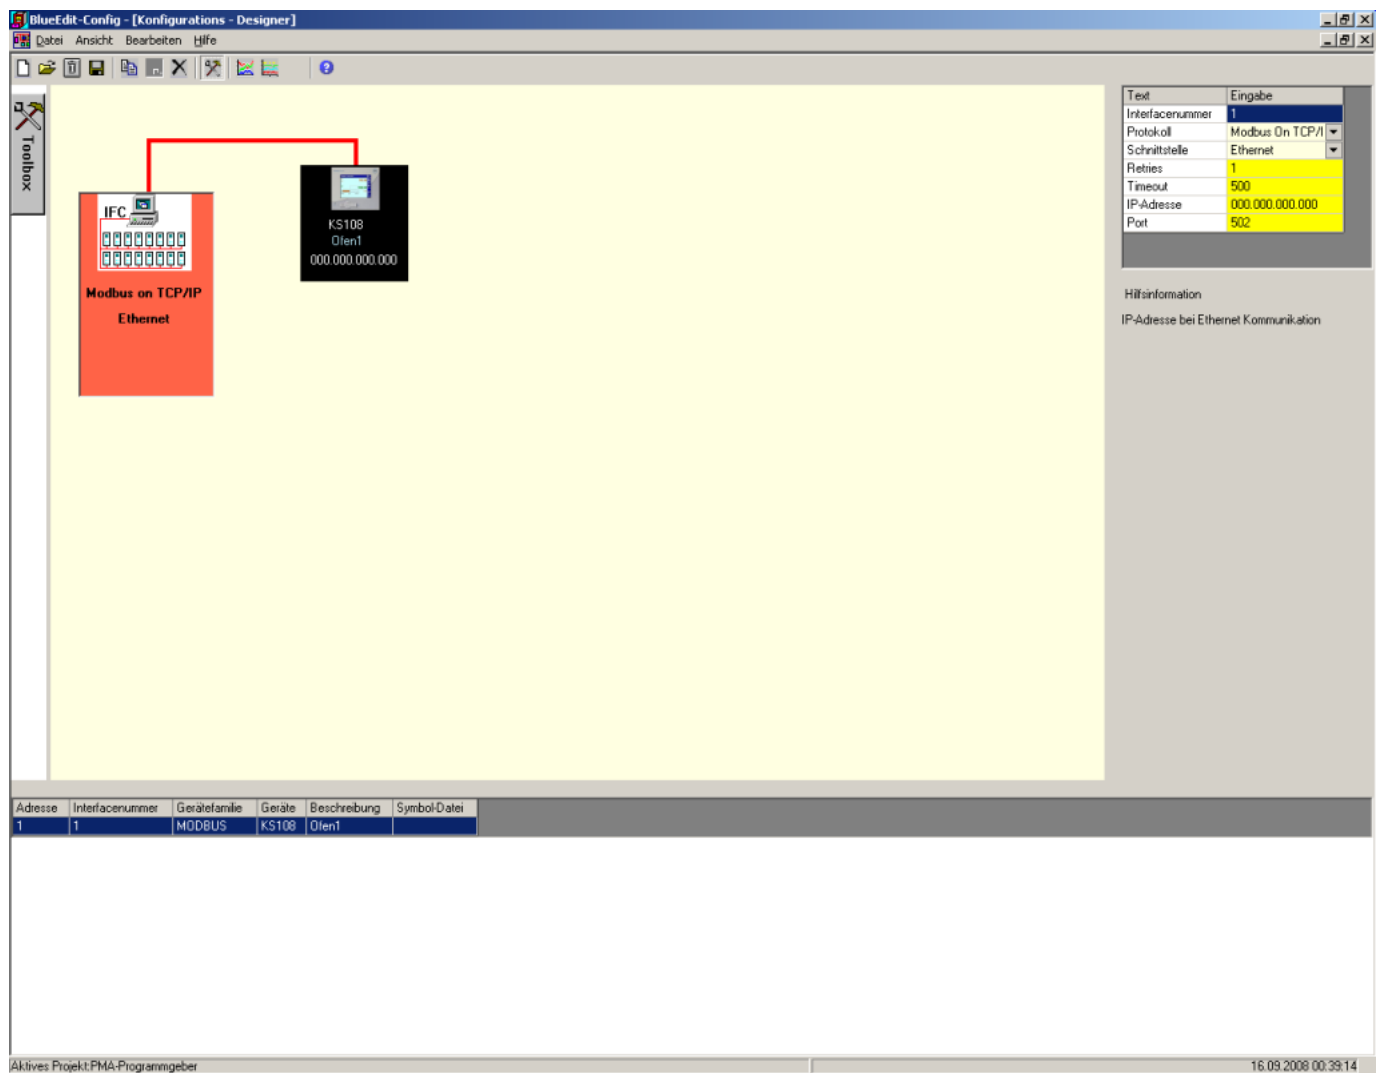 BlueEdit-Config - [Konfigurations - Designer]
Datei Ansicht Bearbeiten Hilfe
Toolbox
IFC
Modbus on TCP/IP
Ethernet
KS108
Ofen1
000.000.000.000
Text Eingabe
Interfacenummer 1
Protokoll Modbus On TCP/I
Schnittstelle Ethernet
Retries 1
Timeout 500
IP-Adresse 000.000.000.000
Port 502
Hilfsinformation
IP-Adresse bei Ethernet Kommunikation
Adresse Interfacenummer Gerätefamilie Geräte Beschreibung Symbol-Datei
1 1 MODBUS KS108 Ofen1
Aktives Projekt:PMA-Programmgeber 16.09.2008 00:39:14